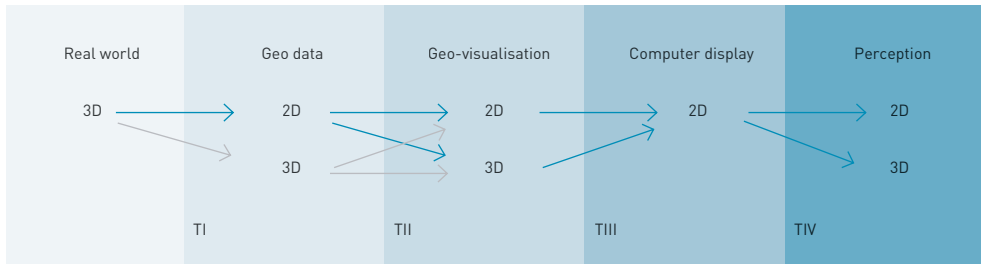 Real world Geo data Geo-visualisation Computer display Perception
3D 2D 2D 2D 2D
3D 3D 3D
TI TII TIII TIV